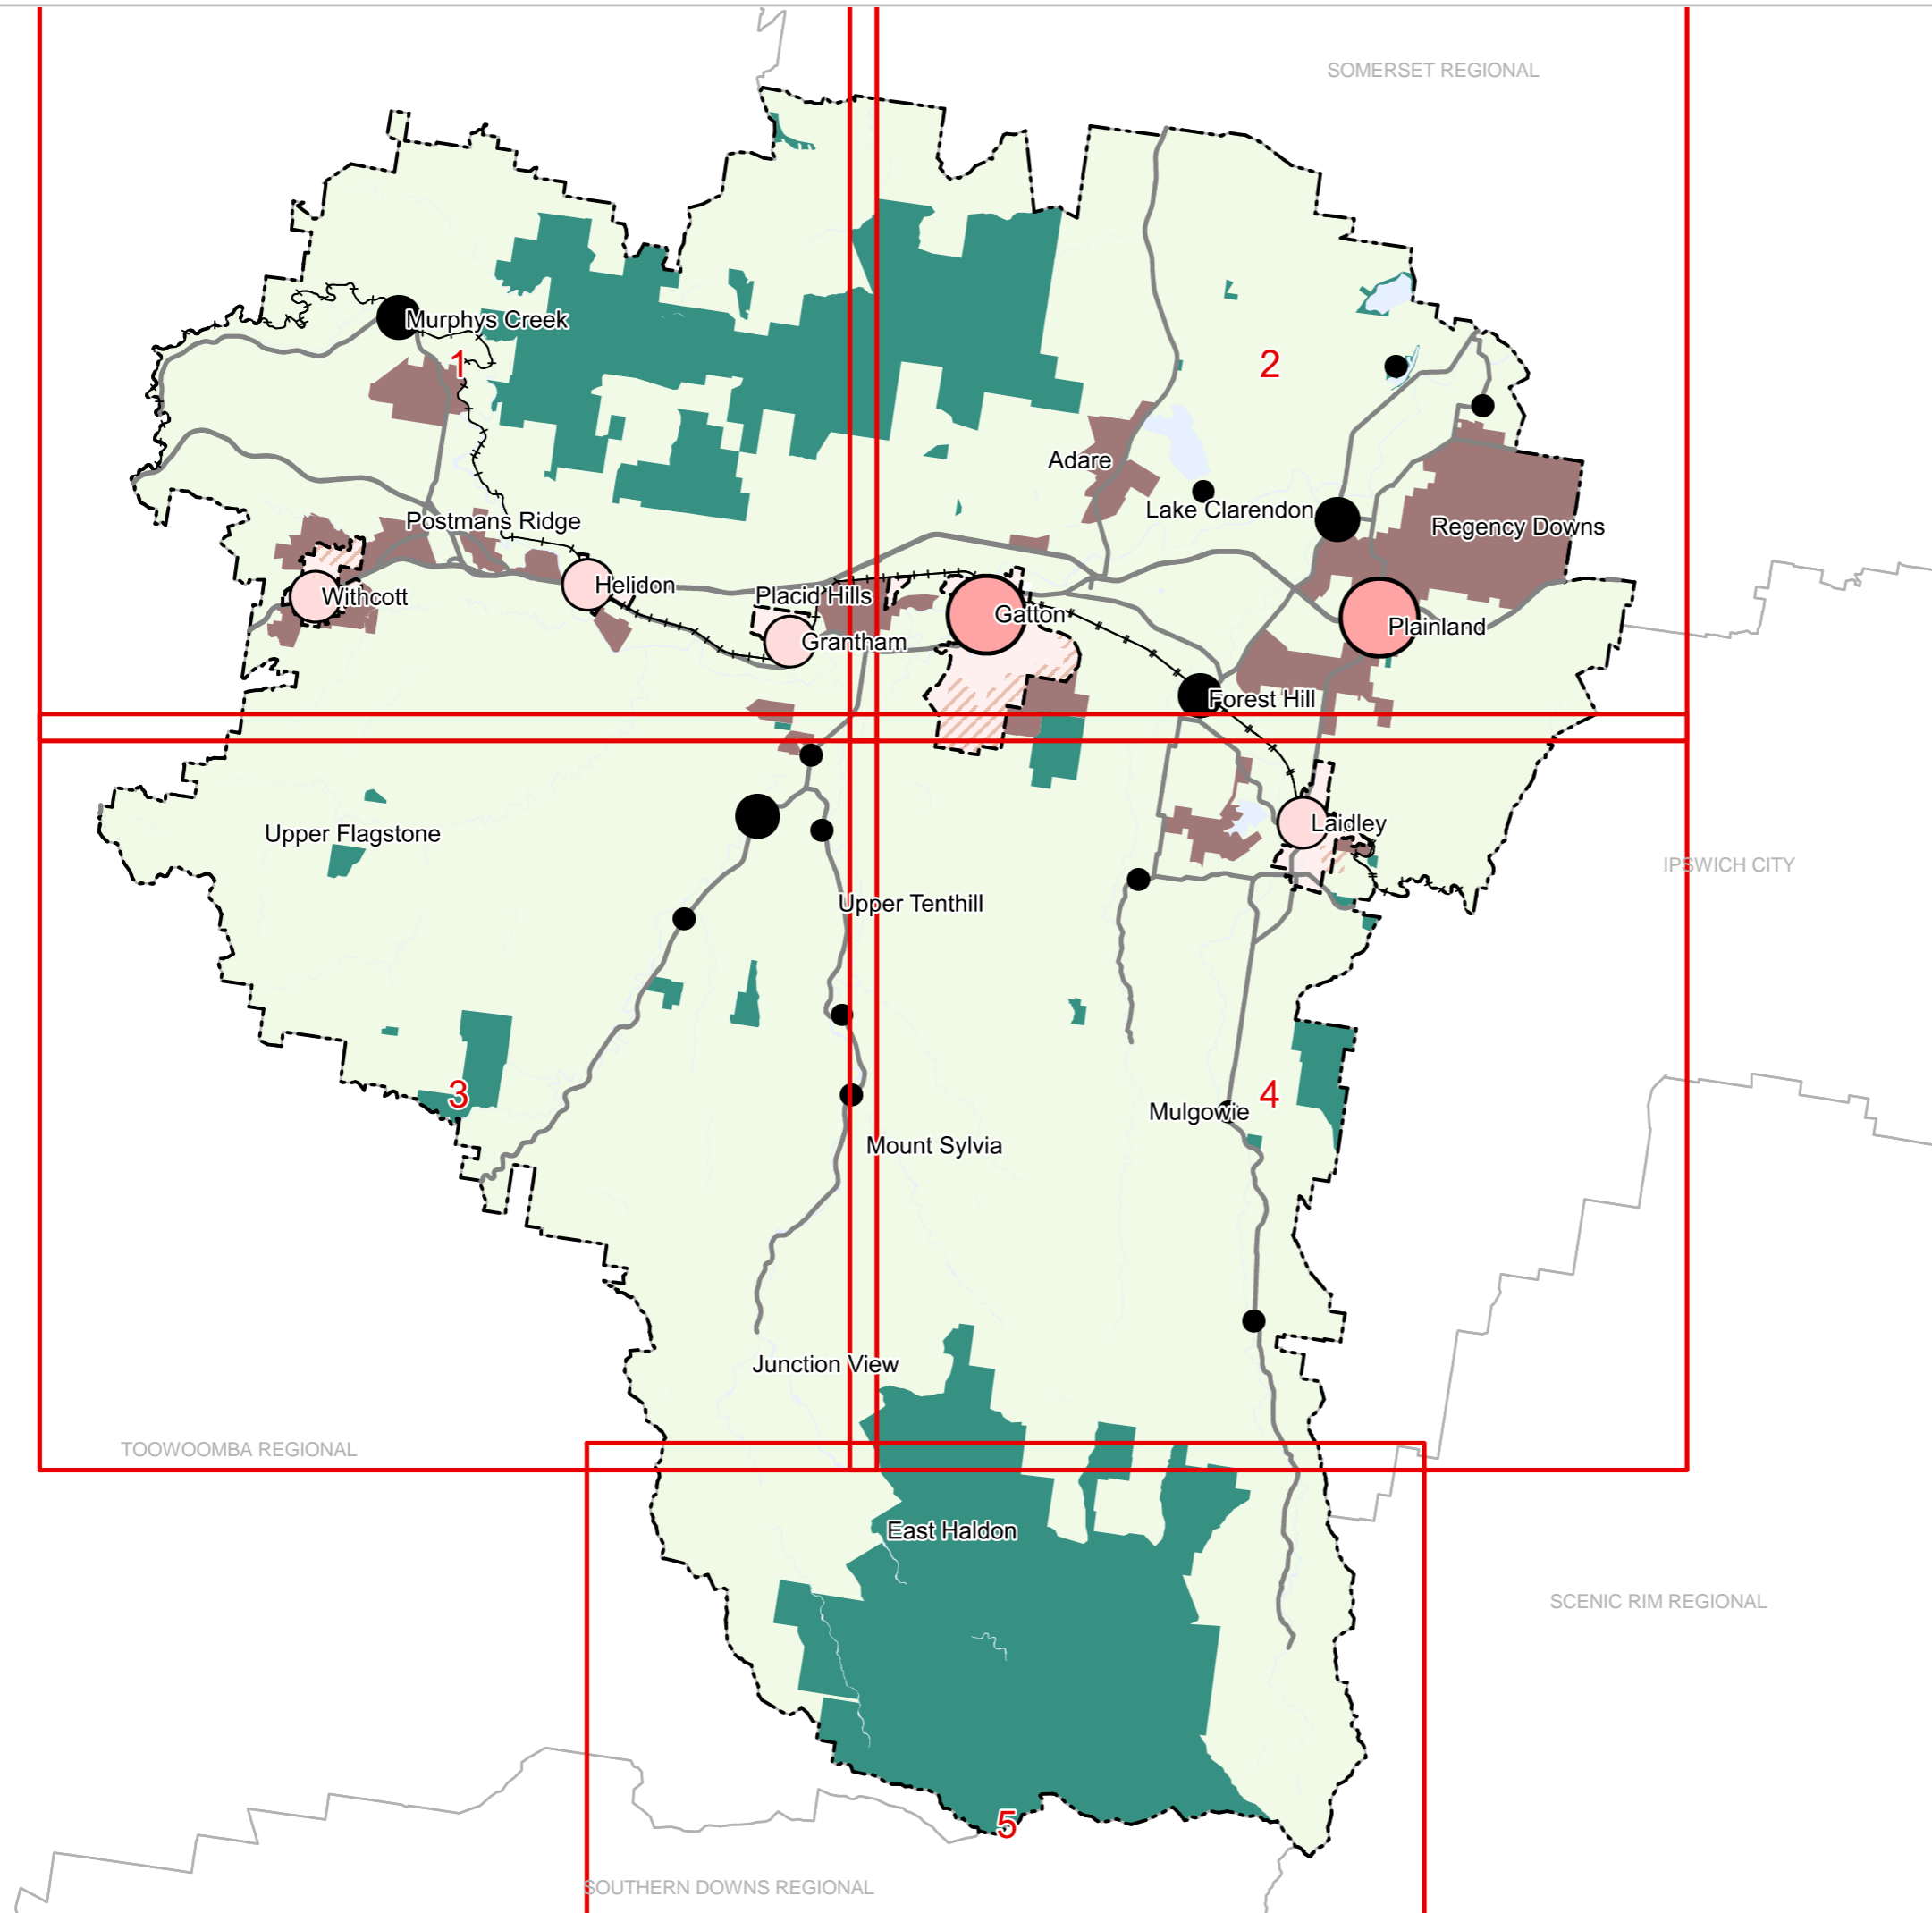 SOMERSET REGIONAL
Murphys Creek
1
2
Adare
Lake Clarendon
Postmans Ridge
Regency Downs
Withcott
Helidon
Placid Hills
Gatton
Plainland
Grantham
Forest Hill
Upper Flagstone
Laidley
IPSWICH CITY
Upper Tenthill
3
4
Mulgowie
Mount Sylvia
Junction View
TOOWOOMBA REGIONAL
East Haldon
SCENIC RIM REGIONAL
5
SOUTHERN DOWNS REGIONAL